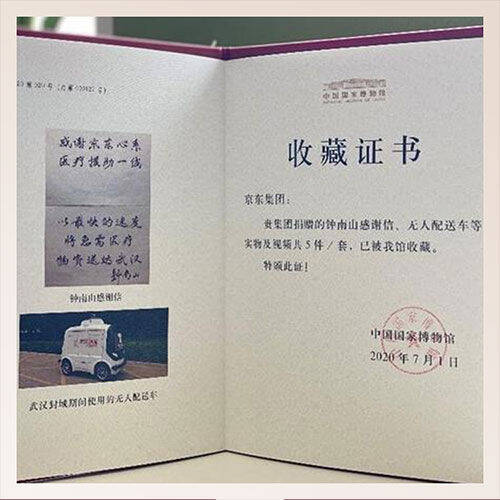 感谢京东心系
医疗援助一线
以最快的速度
将急需医疗
物资送达武汉
钟南山
钟南山感谢信
武汉封城期间使用的无人配送车
中国国家博物馆
收藏证书
京东集团：
贵集团捐赠的钟南山感谢信、无人配送车等
实物及视频共5件/套，已被我馆收藏。
特颁此证！
中国国家博物馆
2020年7月1日